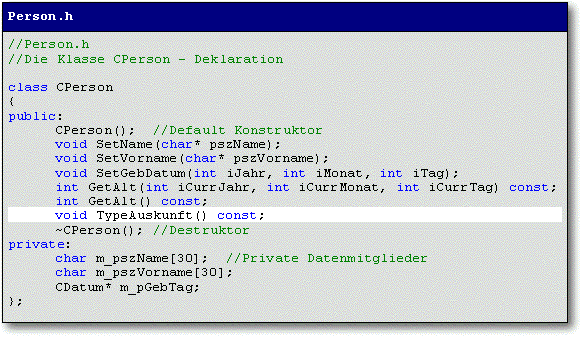 Person.h
//Person.h
//Die Klasse CPerson - Deklaration
class CPerson
{
public:
CPerson(); //Default Konstruktor
void SetName(char* pszName);
void SetVorname(char* pszVorname);
void SetGebDatum(int iJahr, int iMonat, int iTag);
int GetAlt(int iCurrJahr, int iCurrMonat, int iCurrTag) const;
int GetAlt() const;
void TypeAuskunft() const;
~CPerson(); //Destruktor
private:
char m_pszName[30]; //Private Datenmitglieder
char m_pszVorname[30];
CDatum* m_pGebTag;
};